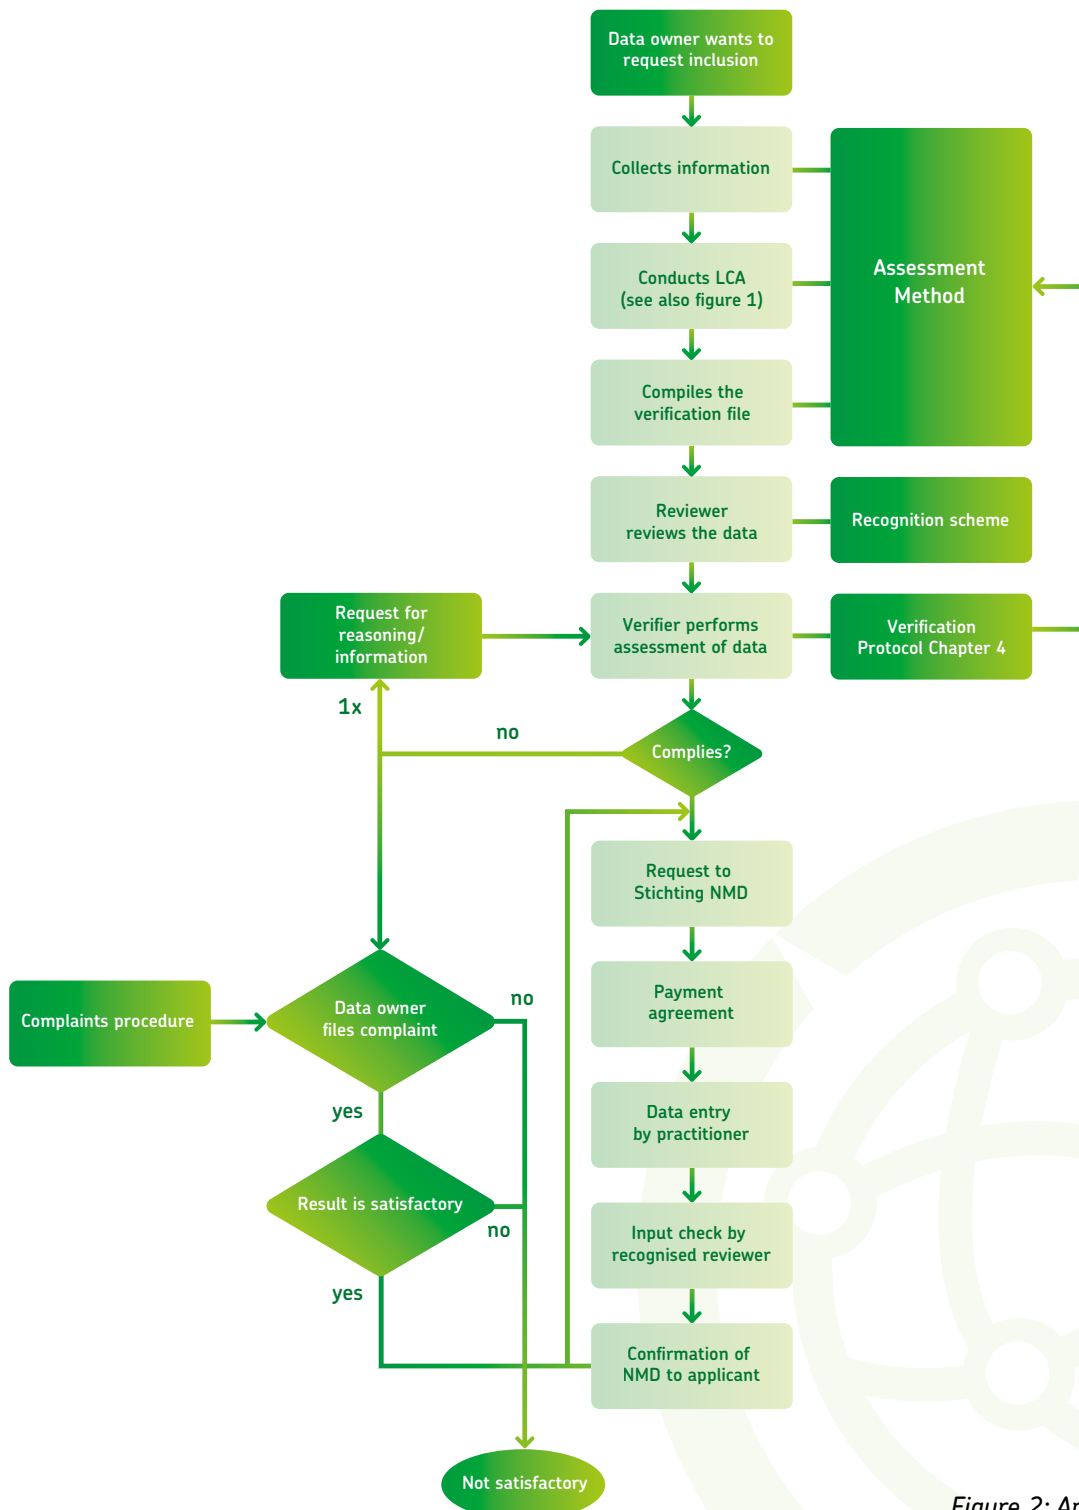 Data owner wants to
request inclusion
Collects information
Assessment
Method
Conducts LCA
(see also figure 1)
Compiles the
verification file
Reviewer
reviews the data
Recognition scheme
Request for
reasoning/
information
Verifier performs
assessment of data
Verification
Protocol Chapter 4
1x
no
Complies?
Request to
Stichting NMD
Payment
agreement
Complaints procedure
Data owner
files complaint
no
yes
Data entry
by practitioner
Result is satisfactory
no
Input check by
recognised reviewer
yes
Confirmation of
NMD to applicant
Not satisfactory
Figure 2: